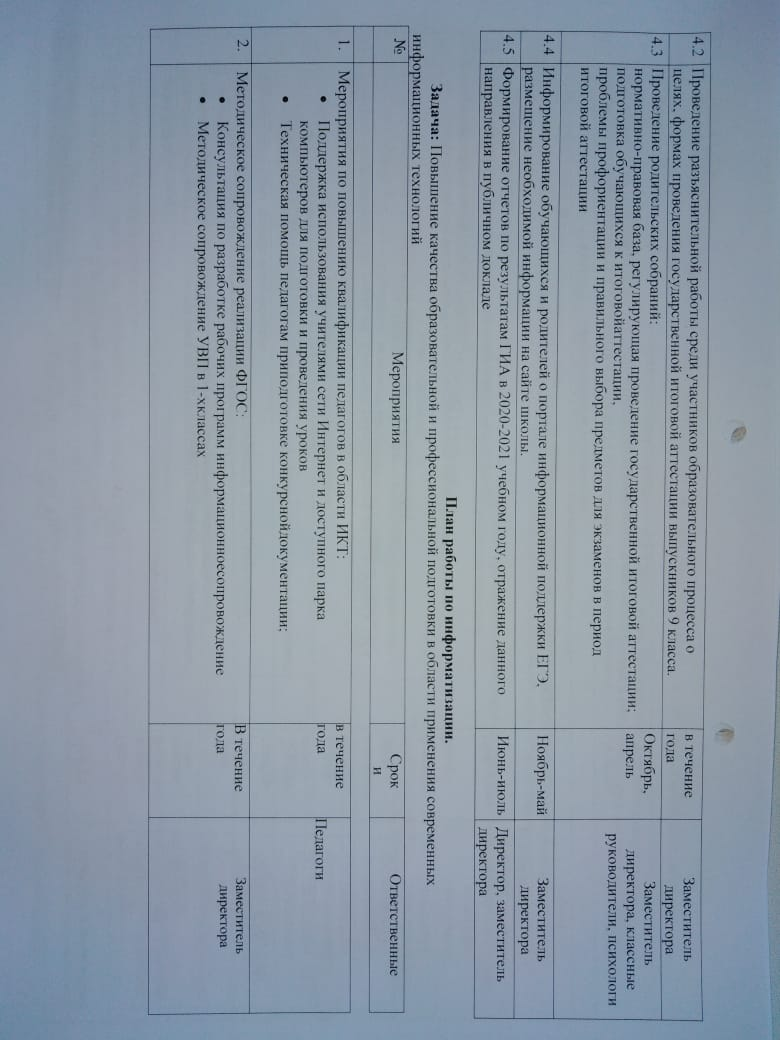 4.2 Проведение разъяснительной работы среди участников образовательного процесса о в течение Заместитель
целях, формах проведения государственной итоговой аттестации выпускников 9 класса. года директора
4.3 Проведение родительских собраний: Октябрь, Заместитель
нормативно-правовая база, регулирующая проведение государственной итоговой аттестации; апрель директора, классные
подготовка обучающихся к итоговойаттестации, руководители, психологи
проблемы профориентации и правильного выбора предметов для экзаменов в период
итоговой аттестации
4.4 Информирование обучающихся и родителей о портале информационной поддержки ЕГЭ, Ноябрь-май Заместитель
размещение необходимой информации на сайте школы. директора
4.5 Формирование отчетов по результатам ГИА в 2020-2021 учебном году, отражение данного Июнь-июль Директор, заместитель
направления в публичном докладе директора
План работы по информатизации.
Задача: Повышение качества образовательной и профессиональной подготовки в области применения современных
информационных технологий
№ Мероприятия Срок Ответственные
и
1. Мероприятия по повышению квалификации педагогов в области ИКТ: в течение
• Поддержка использования учителями сети Интернет и доступного парка года Педагоги
компьютеров для подготовки и проведения уроков
• Техническая помощь педагогам приподготовке конкурснойдокументации;
2. Методическое сопровождение реализации ФГОС: В течение Заместитель
• Консультация по разработке рабочих программ информационноесопровождение года директора
• Методическое сопровождение УВП в 1-хклассах